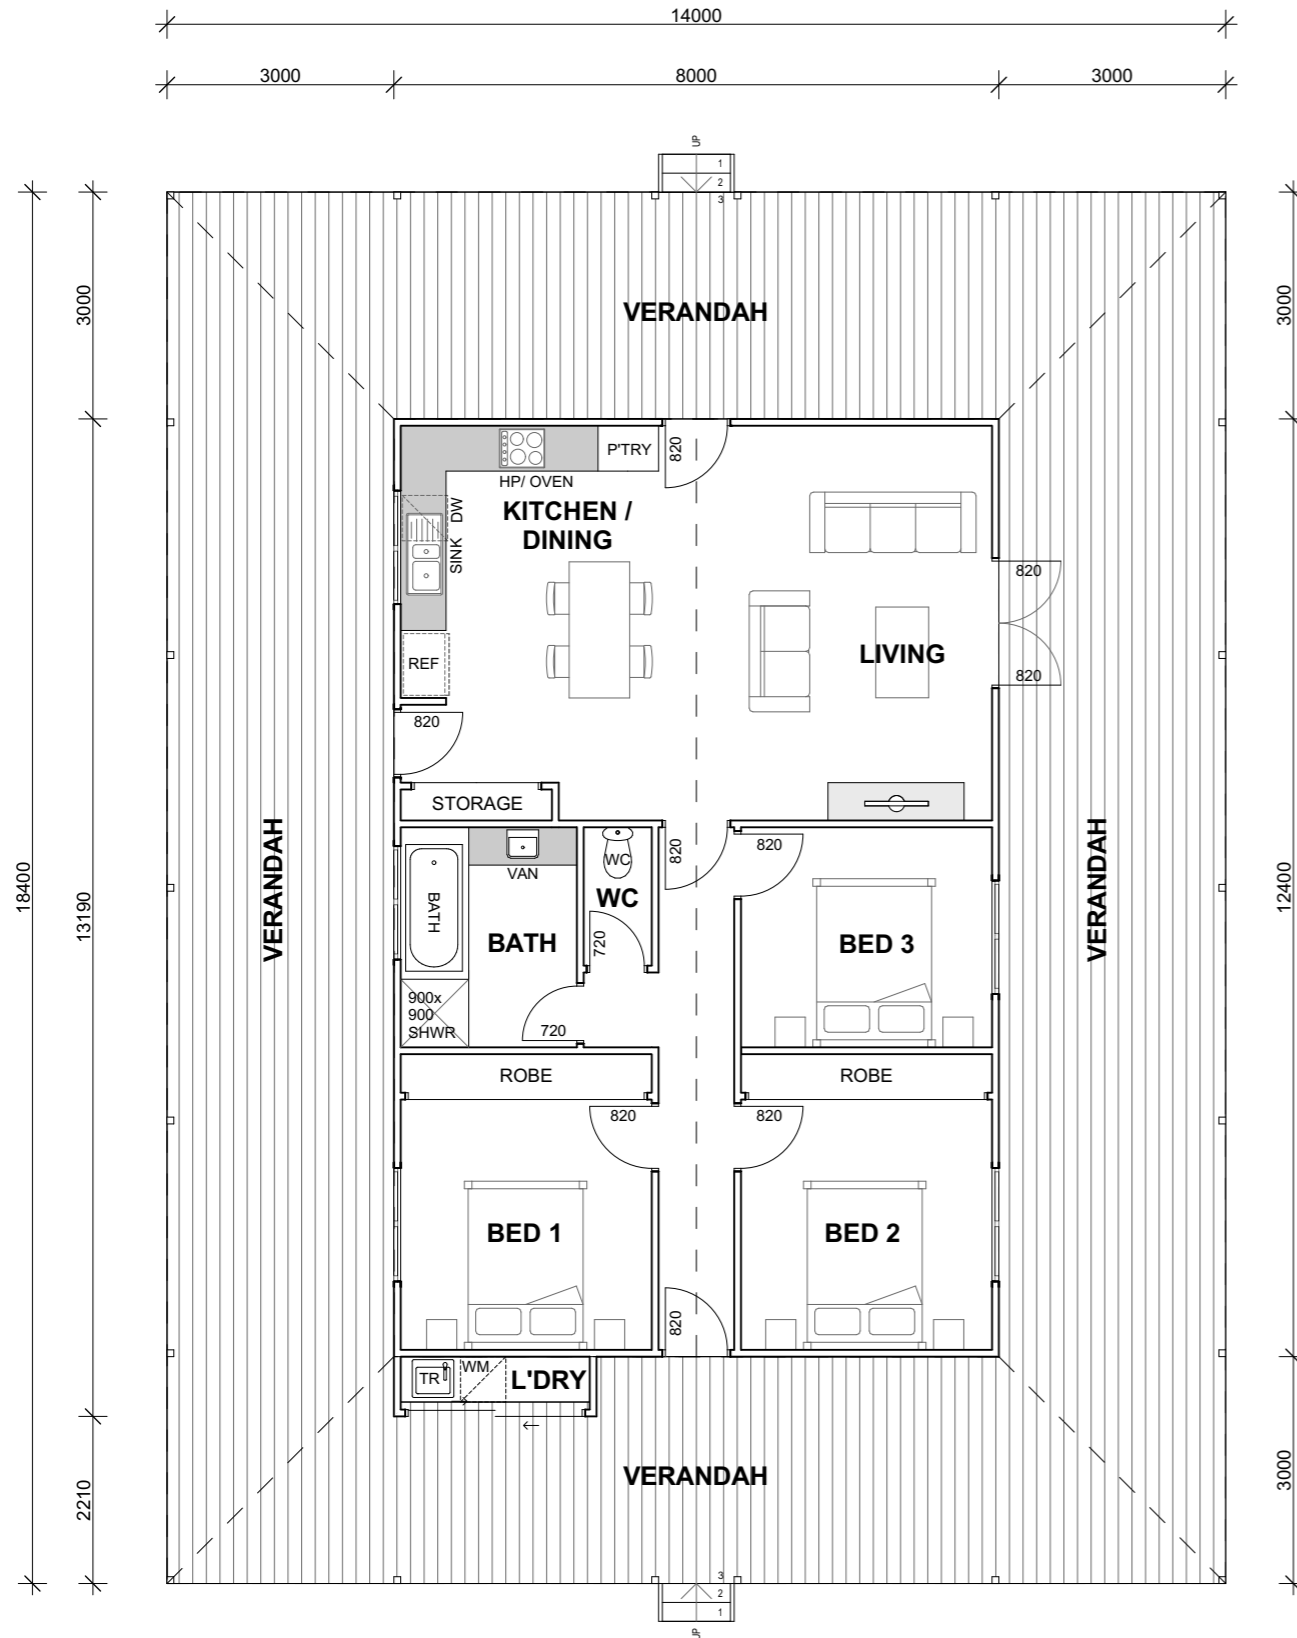 14000
3000
8000
3000
UP
1
2
3
3000
3000
VERANDAH
820
P'TRY
HP/ OVEN
KITCHEN /
DINING
DW
SINK
820
LIVING
REF
820
820
STORAGE
VERANDAH
VERANDAH
18400
13190
12400
VAN
WC
WC
820
820
BATH
BATH
720
BED 3
900x
900
SHWR
720
ROBE
ROBE
820
820
BED 1
BED 2
820
TR
WM
L'DRY
VERANDAH
2210
3000
3
2
1
UP